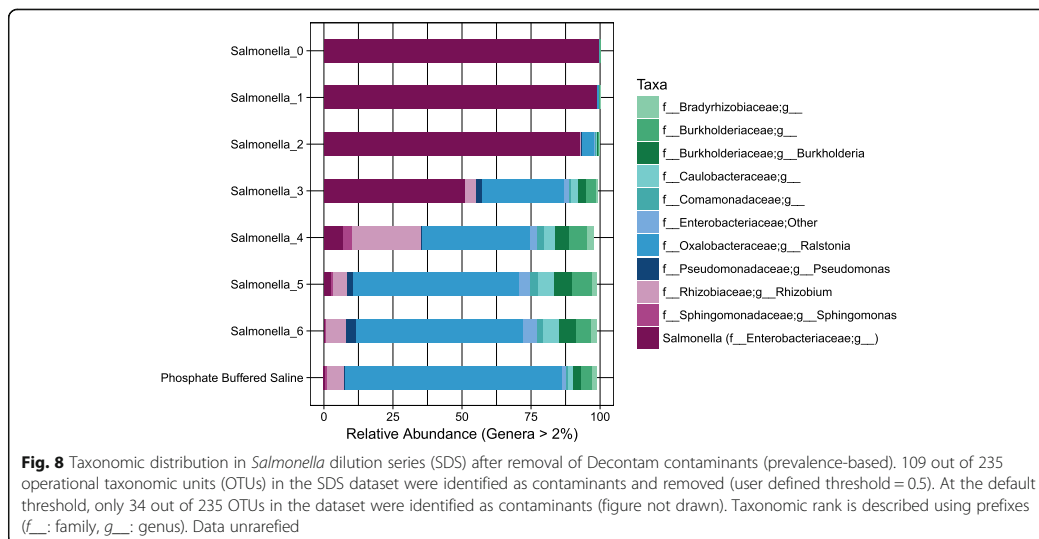 Salmonella_0
Salmonella_1
Salmonella_2
Salmonella_3
Salmonella_4
Salmonella_5
Salmonella_6
Phosphate Buffered Saline
0 25 50 75 100
Relative Abundance (Genera > 2%)
Taxa
f__Bradyrhizobiaceae;g__
f__Burkholderiaceae;g__
f__Burkholderiaceae;g__Burkholderia
f__Caulobacteraceae;g__
f__Comamonadaceae;g__
f__Enterobacteriaceae;Other
f__Oxalobacteraceae;g__Ralstonia
f__Pseudomonadaceae;g__Pseudomonas
f__Rhizobiaceae;g__Rhizobium
f__Sphingomonadaceae;g__Sphingomonas
Salmonella (f__Enterobacteriaceae;g__)
Fig. 8 Taxonomic distribution in Salmonella dilution series (SDS) after removal of Decontam contaminants (prevalence-based). 109 out of 235
operational taxonomic units (OTUs) in the SDS dataset were identified as contaminants and removed (user defined threshold = 0.5). At the default
threshold, only 34 out of 235 OTUs in the dataset were identified as contaminants (figure not drawn). Taxonomic rank is described using prefixes
(f__: family, g__: genus). Data unrarefied